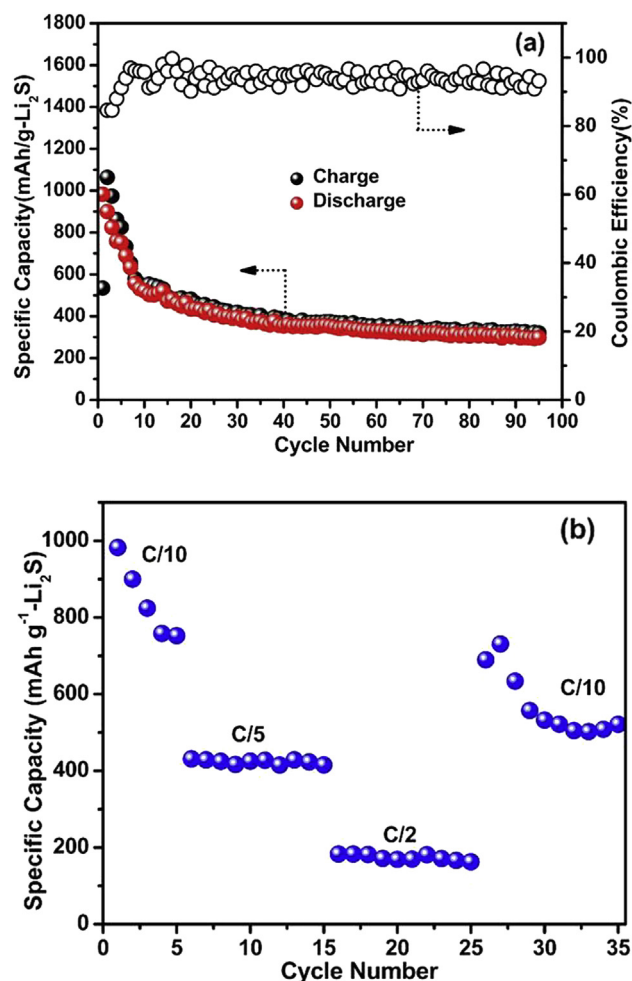 (a)
Specific Capacity(mAh/g-Li₂S)
1800
1600
1400
1200
1000
800
600
400
200
0
100
80
60
40
20
0
Coulombic Efficiency(%)
Charge
Discharge
0 10 20 30 40 50 60 70 80 90 100
Cycle Number
(b)
Specific Capacity (mAh g⁻¹-Li₂S)
1000
800
600
400
200
0
C/10
C/5
C/2
C/10
0 5 10 15 20 25 30 35
Cycle Number